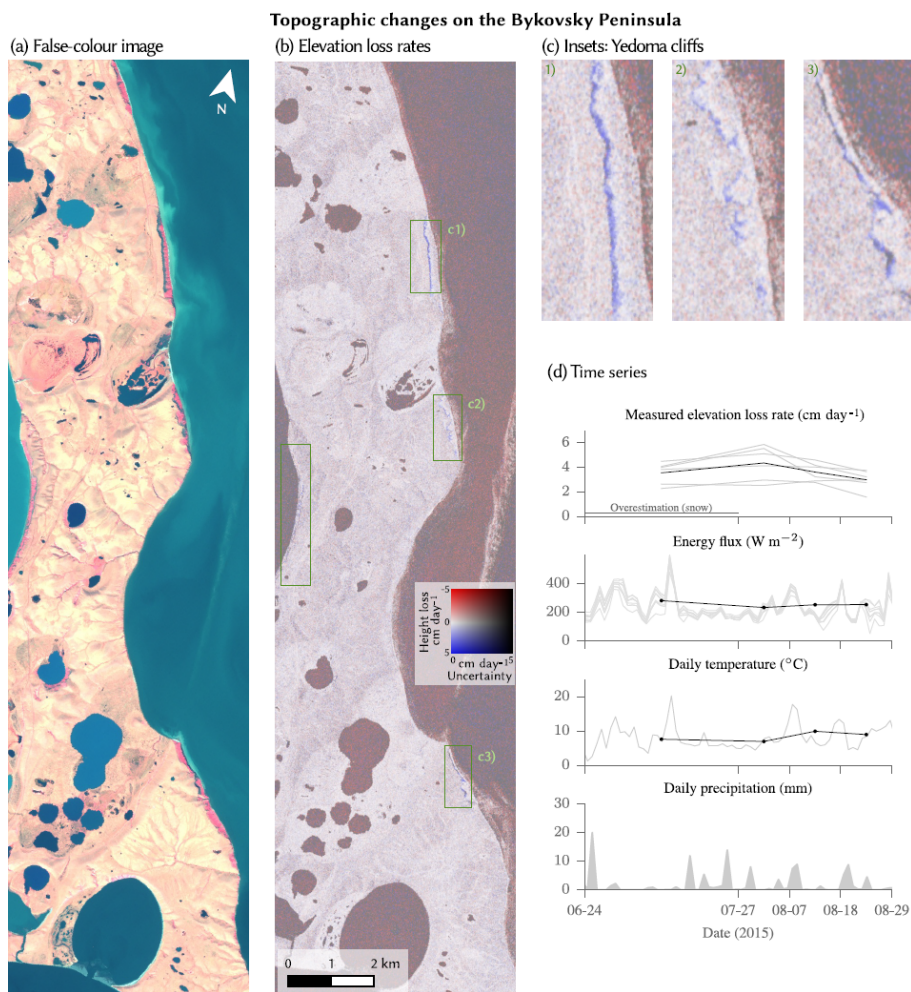 Topographic changes on the Bykovsky Peninsula
(a) False-colour image
(b) Elevation loss rates
(c) Insets: Yedoma cliffs
N
c1)
c2)
c3)
-5
0
5
Height loss
cm day-1
0 cm day-1 5
Uncertainty
0 1 2 km
1)
2)
3)
(d) Time series
Measured elevation loss rate (cm day-1)
6
4
2
0
Overestimation (snow)
Energy flux (W m−2)
400
200
0
Daily temperature (°C)
20
10
0
Daily precipitation (mm)
30
20
10
0
06-24 07-27 08-07 08-18 08-29
Date (2015)